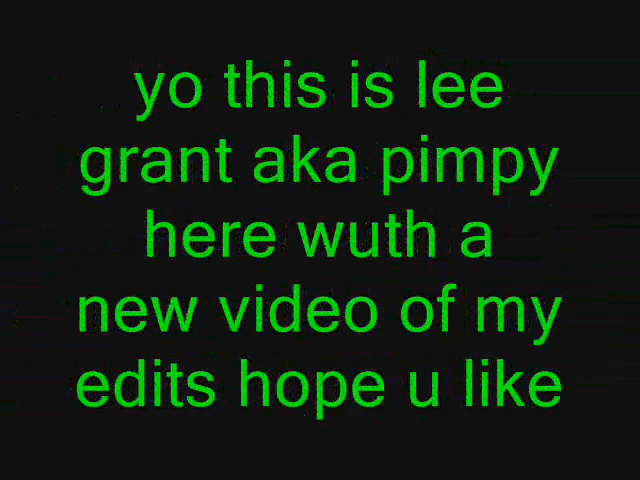 yo this is lee
grant aka pimpy
here wuth a
new video of my
edits hope u like